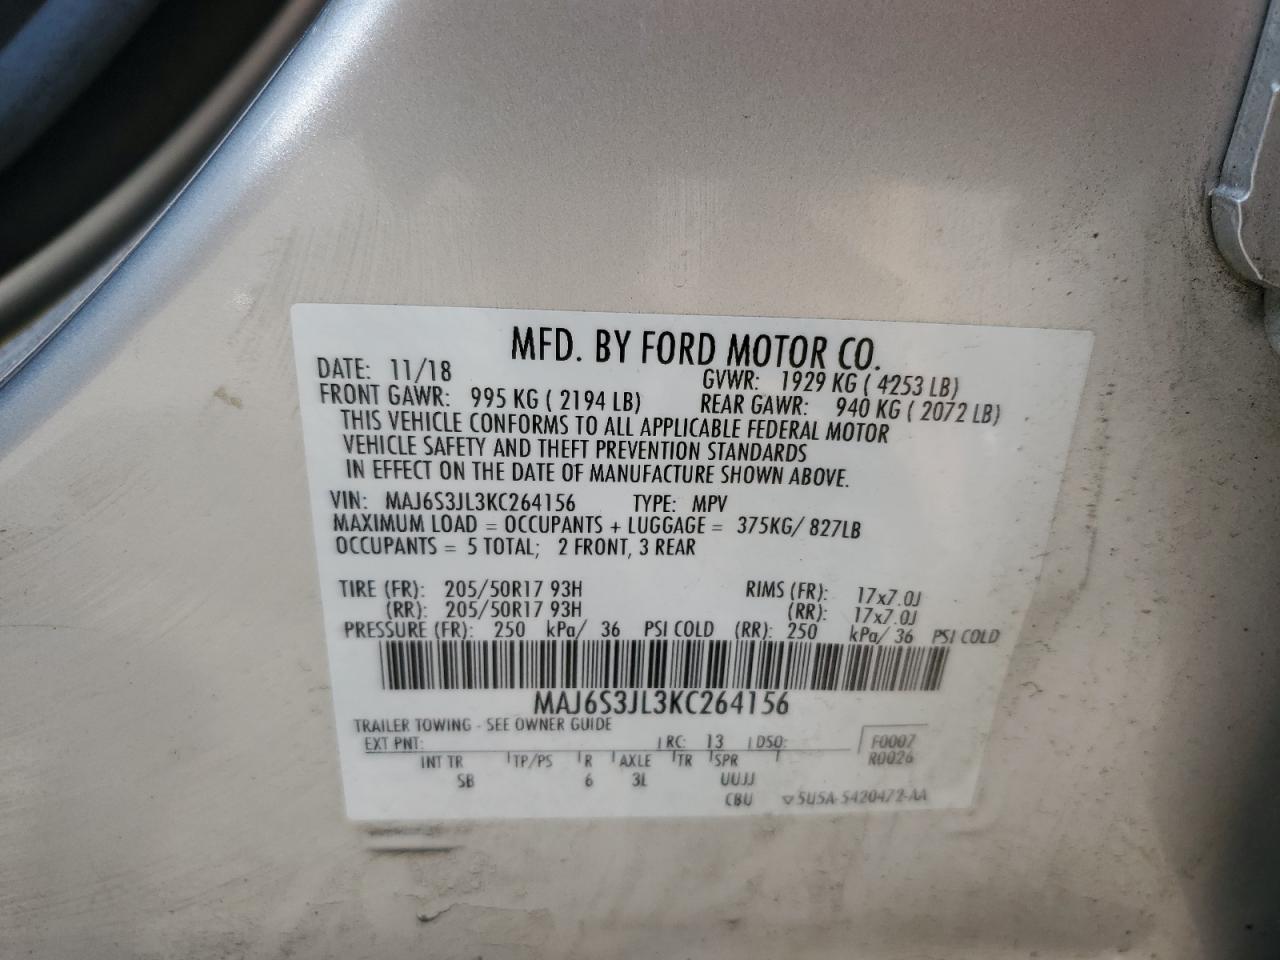 MFD. BY FORD MOTOR CO.
DATE: 11/18 GVWR: 1929 KG ( 4253 LB)
FRONT GAWR: 995 KG ( 2194 LB) REAR GAWR: 940 KG ( 2072 LB)
THIS VEHICLE CONFORMS TO ALL APPLICABLE FEDERAL MOTOR
VEHICLE SAFETY AND THEFT PREVENTION STANDARDS
IN EFFECT ON THE DATE OF MANUFACTURE SHOWN ABOVE.
VIN: MAJ6S3JL3KC264156 TYPE: MPV
MAXIMUM LOAD = OCCUPANTS + LUGGAGE = 375KG/ 827LB
OCCUPANTS = 5 TOTAL; 2 FRONT, 3 REAR
TIRE (FR): 205/50R17 93H RIMS (FR): 17x7.0J
(RR): 205/50R17 93H (RR): 17x7.0J
PRESSURE (FR): 250 kPa/ 36 PSI COLD (RR): 250 kPa/ 36 PSI COLD
MAJ6S3JL3KC264156
TRAILER TOWING - SEE OWNER GUIDE
EXT PNT: RC: 13 DSO: F0007
INT TR TP/PS R AXLE TR SPR R0026
SB 6 3L UUJJ
CBU ▽5U5A-5420472-AA